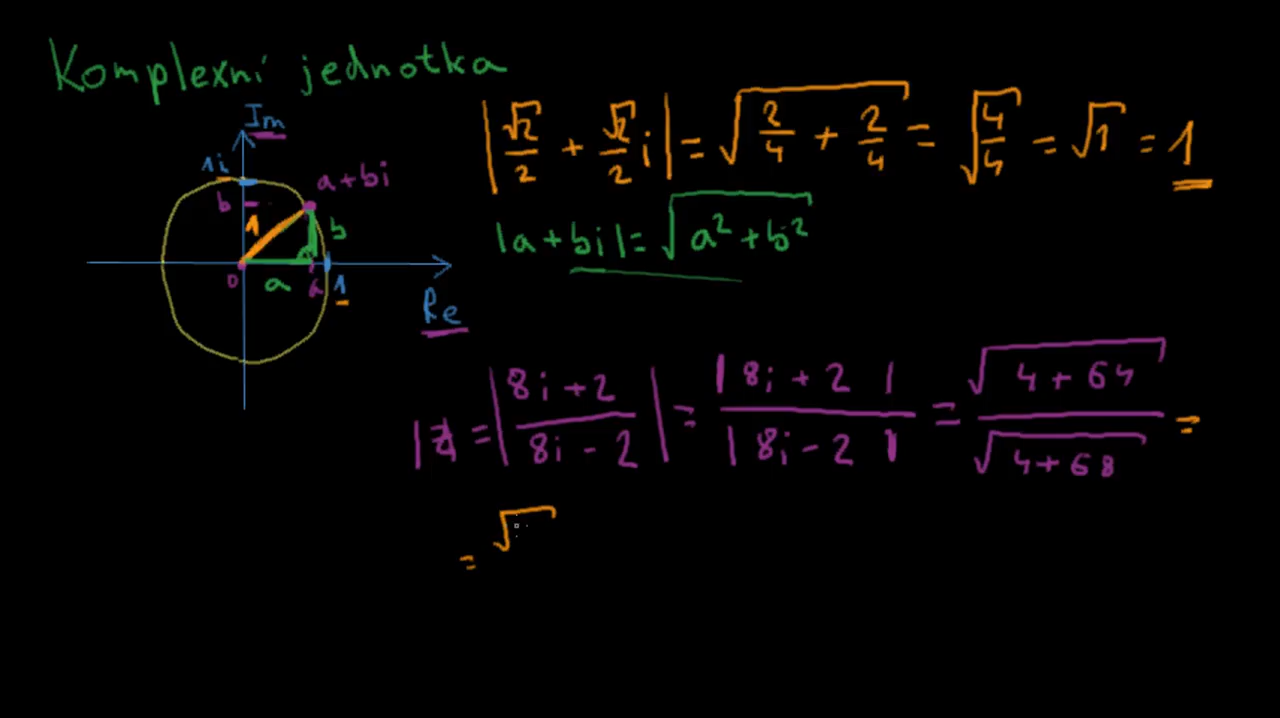 Komplexní jednotka
Im
1i
a+bi
b
1
b
0
a
a
1
Re
|√2/2 + √2/2 i| = √(2/4 + 2/4) = √(4/4) = √1 = 1
|a+bi| = √(a²+b²)
|z| = |(8i+2)/(8i-2)| = |8i+2|/|8i-2| = √(4+64)/√(4+68) =
= √